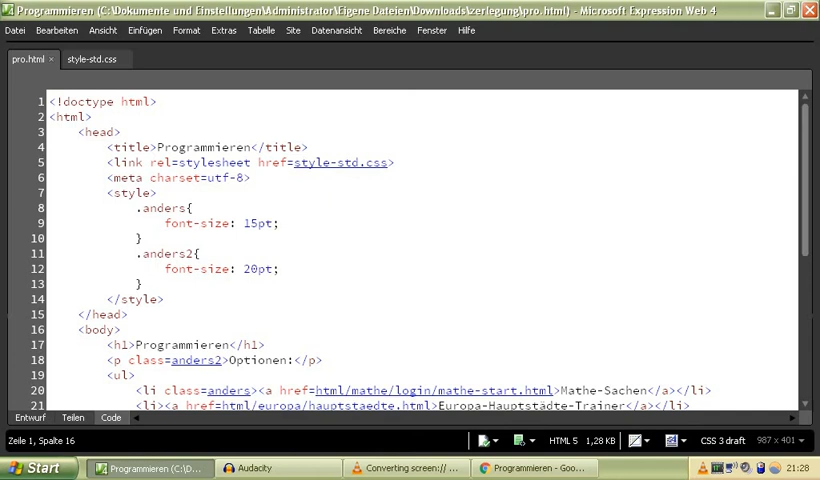 Programmieren (C:\Dokumente und Einstellungen\Administrator\Eigene Dateien\Downloads\zerlegung\pro.html) - Microsoft Expression Web 4
Datei Bearbeiten Ansicht Einfügen Format Extras Tabelle Site Datenansicht Bereiche Fenster Hilfe
pro.html × style-std.css
1 <!doctype html>
2 <html>
3 <head>
4 <title>Programmieren</title>
5 <link rel=stylesheet href=style-std.css>
6 <meta charset=utf-8>
7 <style>
8 .anders{
9 font-size: 15pt;
10 }
11 .anders2{
12 font-size: 20pt;
13 }
14 </style>
15 </head>
16 <body>
17 <h1>Programmieren</h1>
18 <p class=anders2>Optionen:</p>
19 <ul>
20 <li class=anders><a href=html/mathe/login/mathe-start.html>Mathe-Sachen</a></li>
21 <li><a href=html/europa/hauptstaedte.html>Europa-Hauptstädte-Trainer</a></li>
Entwurf Teilen Code
Zeile 1, Spalte 16 HTML 5 1,28 KB CSS 3 draft 987 x 401
Start Programmieren (C:\D... Audacity Converting screen:// ... Programmieren - Goo... 21:28